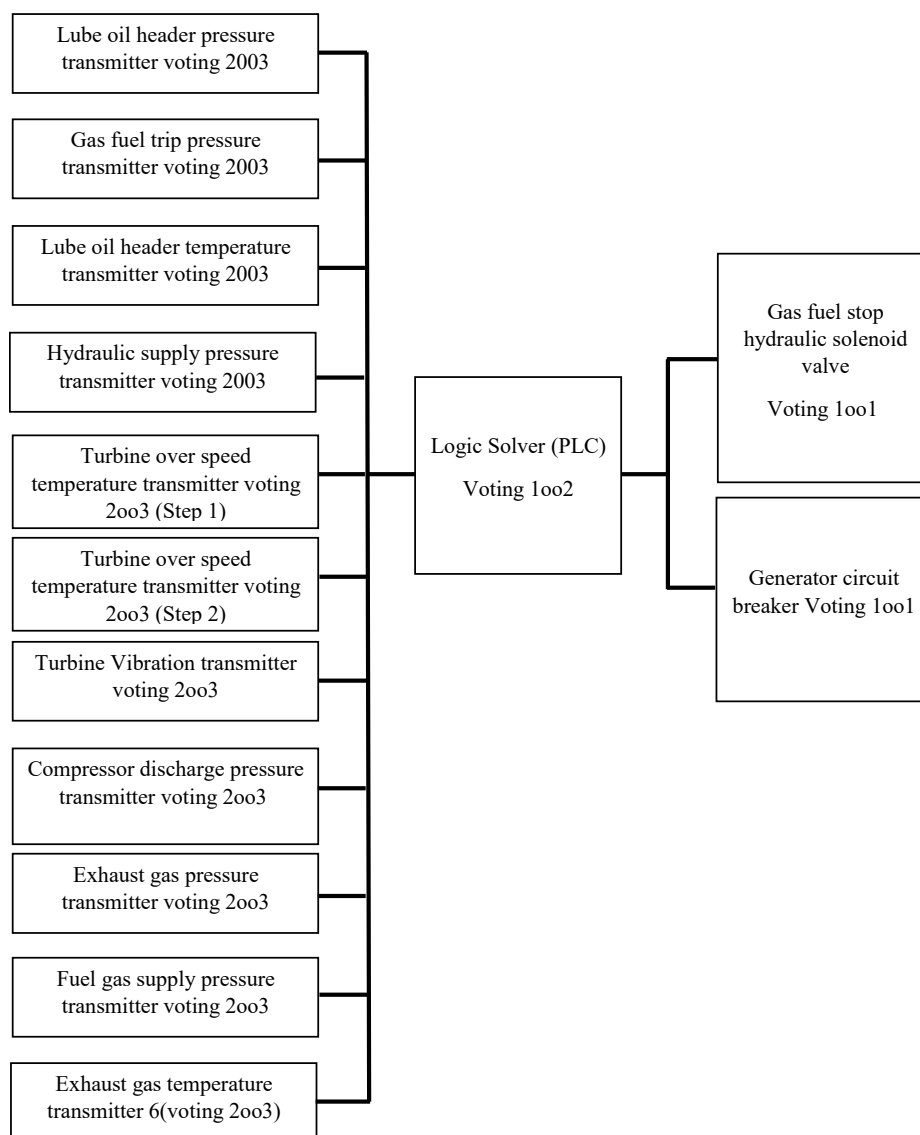 Lube oil header pressure
transmitter voting 2003
Gas fuel trip pressure
transmitter voting 2003
Lube oil header temperature
transmitter voting 2003
Hydraulic supply pressure
transmitter voting 2003
Turbine over speed
temperature transmitter voting
2oo3 (Step 1)
Turbine over speed
temperature transmitter voting
2oo3 (Step 2)
Turbine Vibration transmitter
voting 2oo3
Compressor discharge pressure
transmitter voting 2oo3
Exhaust gas pressure
transmitter voting 2oo3
Fuel gas supply pressure
transmitter voting 2oo3
Exhaust gas temperature
transmitter 6(voting 2oo3)
Logic Solver (PLC)
Voting 1oo2
Gas fuel stop
hydraulic solenoid
valve
Voting 1oo1
Generator circuit
breaker Voting 1oo1